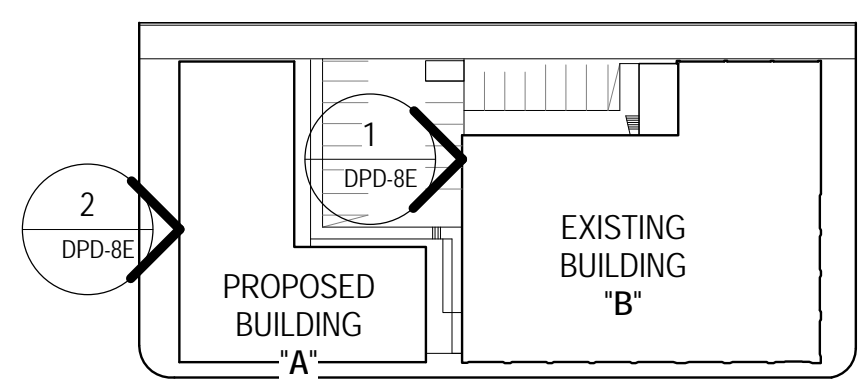 1
DPD-8E
2
DPD-8E
EXISTING
BUILDING
"B"
PROPOSED
BUILDING
"A"